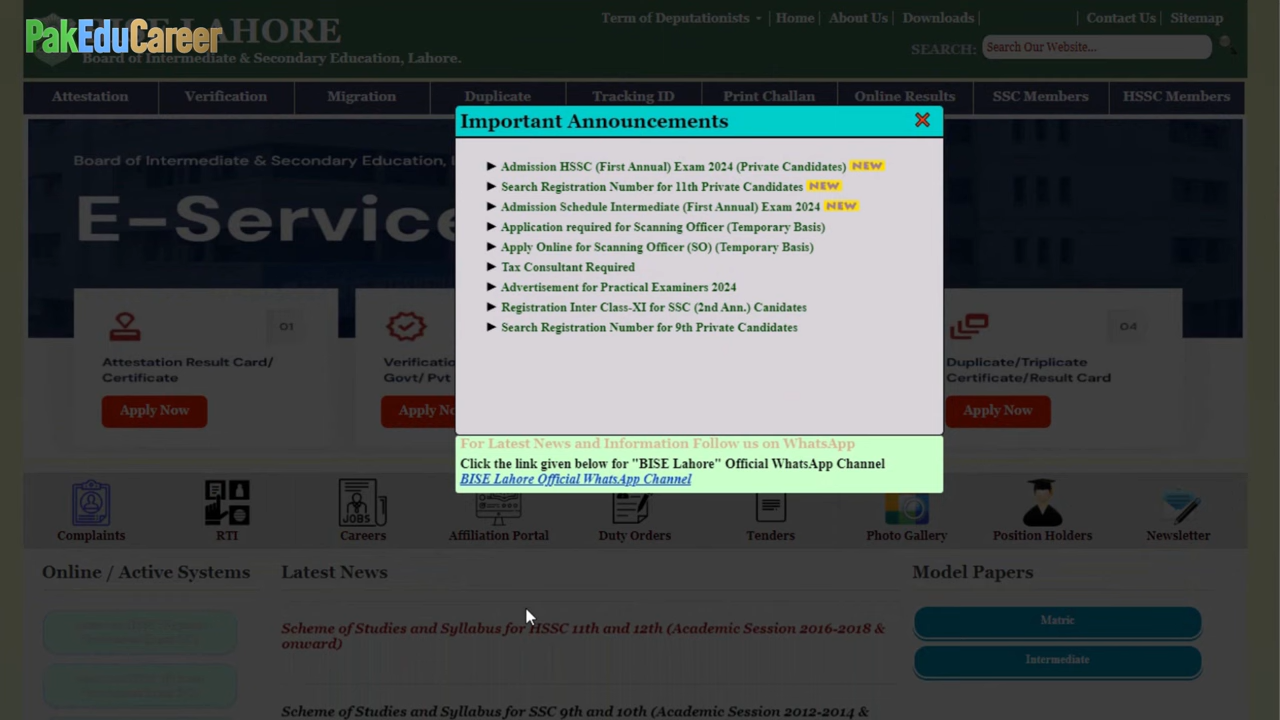 Term of Deputationists
Home
About Us
Downloads
Contact Us
Sitemap
PakEduCareer
LAHORE
Board of Intermediate & Secondary Education, Lahore.
SEARCH:
Search Our Website...
Attestation
Verification
Migration
Duplicate
Tracking ID
Print Challan
Online Results
SSC Members
HSSC Members
Important Announcements
Board of Intermediate & Secondary Education,
E-Service
Admission HSSC (First Annual) Exam 2024 (Private Candidates) NEW
Search Registration Number for 11th Private Candidates NEW
Admission Schedule Intermediate (First Annual) Exam 2024 NEW
Application required for Scanning Officer (Temporary Basis)
Apply Online for Scanning Officer (SO) (Temporary Basis)
Tax Consultant Required
Advertisement for Practical Examiners 2024
Registration Inter Class-XI for SSC (2nd Ann.) Canidates
Search Registration Number for 9th Private Candidates
For Latest News and Information Follow us on WhatsApp
Click the link given below for "BISE Lahore" Official WhatsApp Channel
BISE Lahore Official WhatsApp Channel
01
Attestation Result Card/
Certificate
Apply Now
Verification
Govt/ Pvt
Apply No
04
Duplicate/Triplicate
Certificate/Result Card
Apply Now
JOBS
Complaints
RTI
Careers
Affiliation Portal
Duty Orders
Tenders
Photo Gallery
Position Holders
Newsletter
Online / Active Systems
Latest News
Model Papers
Scheme of Studies and Syllabus for HSSC 11th and 12th (Academic Session 2016-2018 &
onward)
Matric
Intermediate
Scheme of Studies and Syllabus for SSC 9th and 10th (Academic Session 2012-2014 &